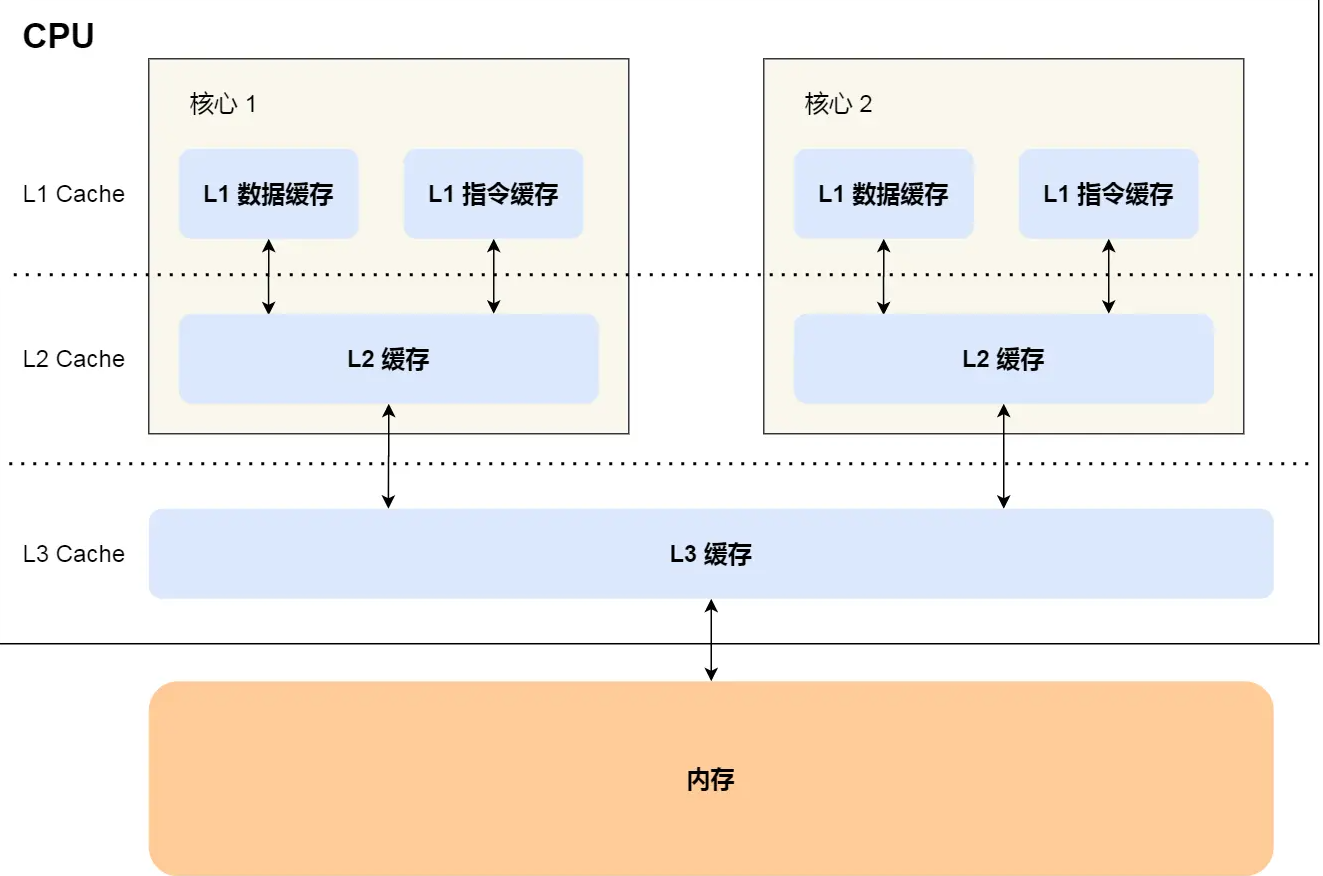 CPU
核心 1
核心 2
L1 Cache
L1 数据缓存
L1 指令缓存
L1 数据缓存
L1 指令缓存
L2 Cache
L2 缓存
L2 缓存
L3 Cache
L3 缓存
内存